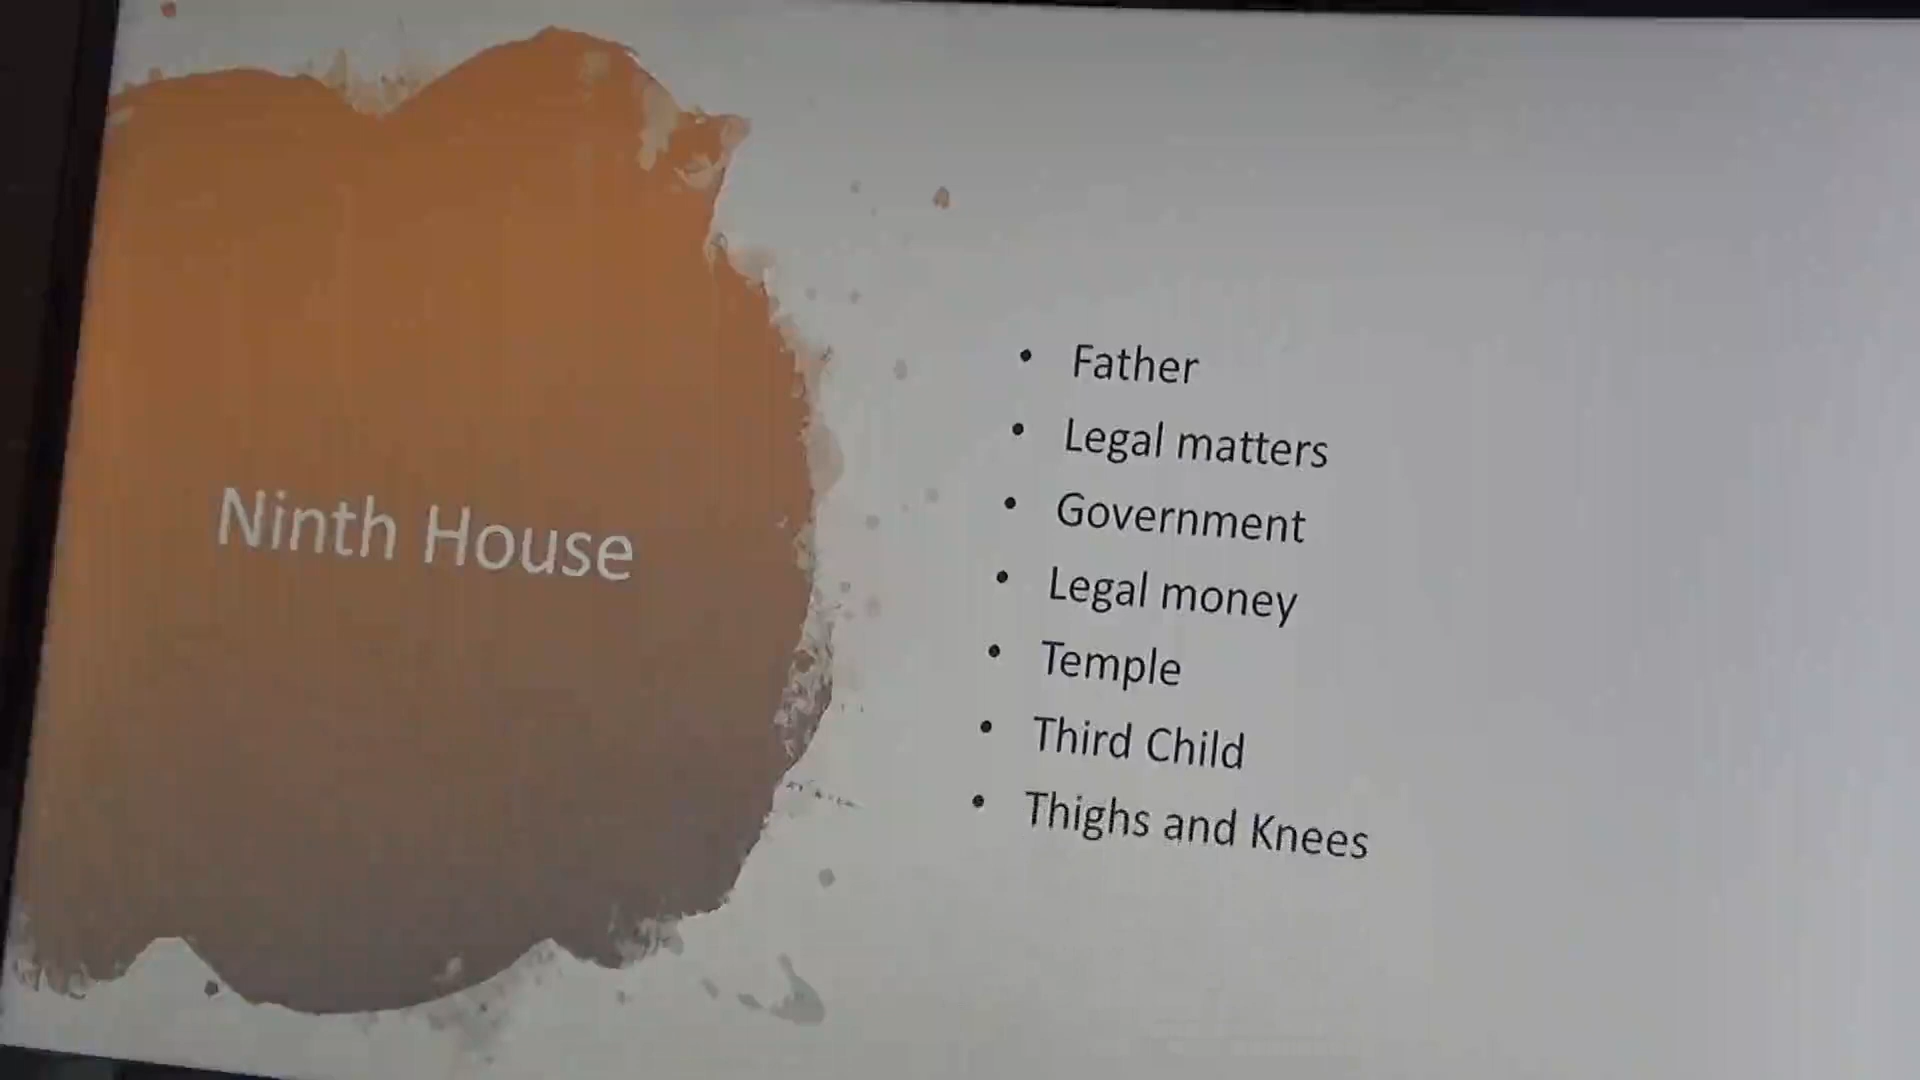 Ninth House
• Father
• Legal matters
• Government
• Legal money
• Temple
• Third Child
• Thighs and Knees